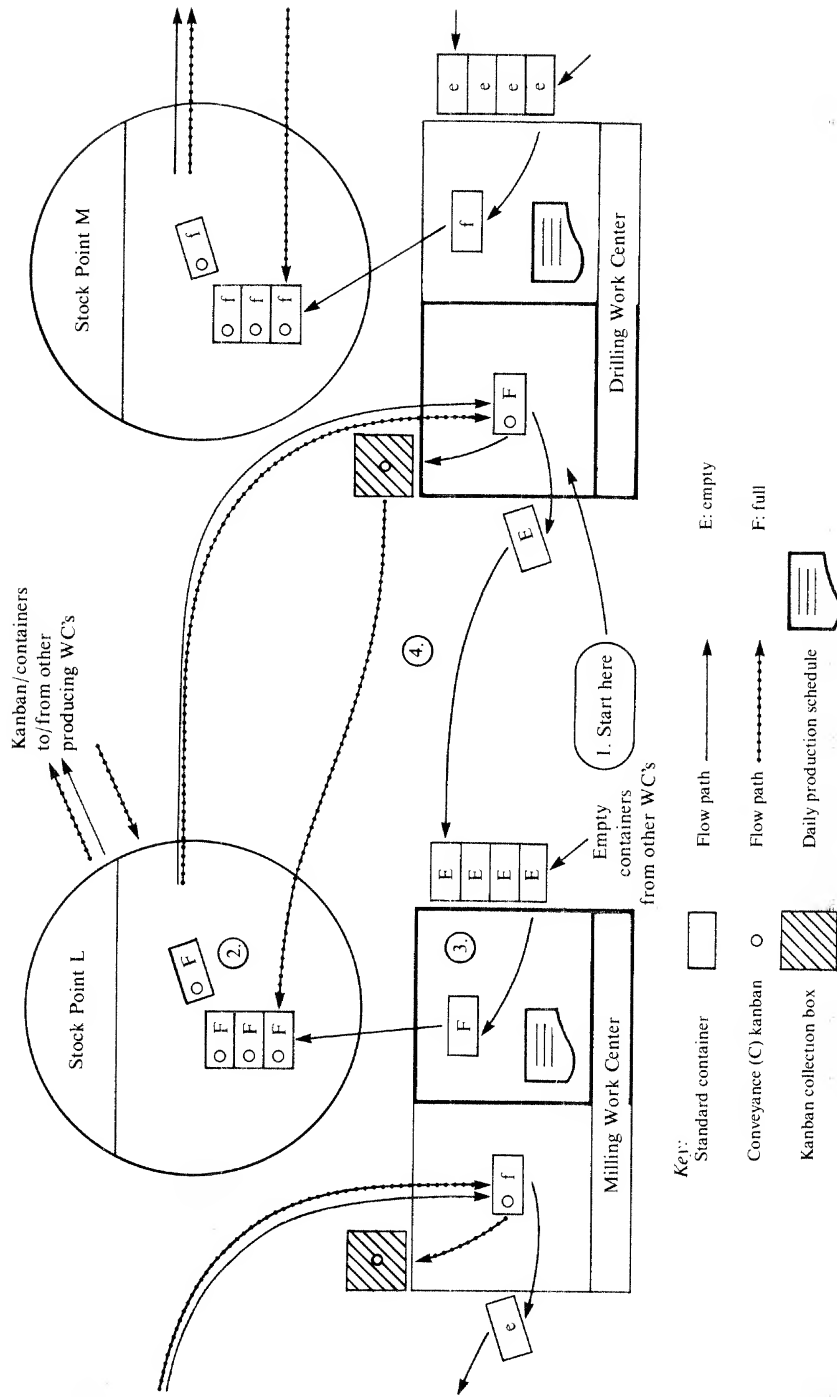 Kanban/containers
to/from other
producing WC's
Stock Point L
F
F
F
F
2.
Stock Point M
f
f
f
f
4.
F
3.
Milling Work Center
f
e
E
E
E
E
Empty
containers
from other WC's
1. Start here
E
F
Drilling Work Center
f
e
e
e
e
Key:
Standard container
Flow path
E: empty
Conveyance (C) kanban
Flow path
F: full
Kanban collection box
Daily production schedule